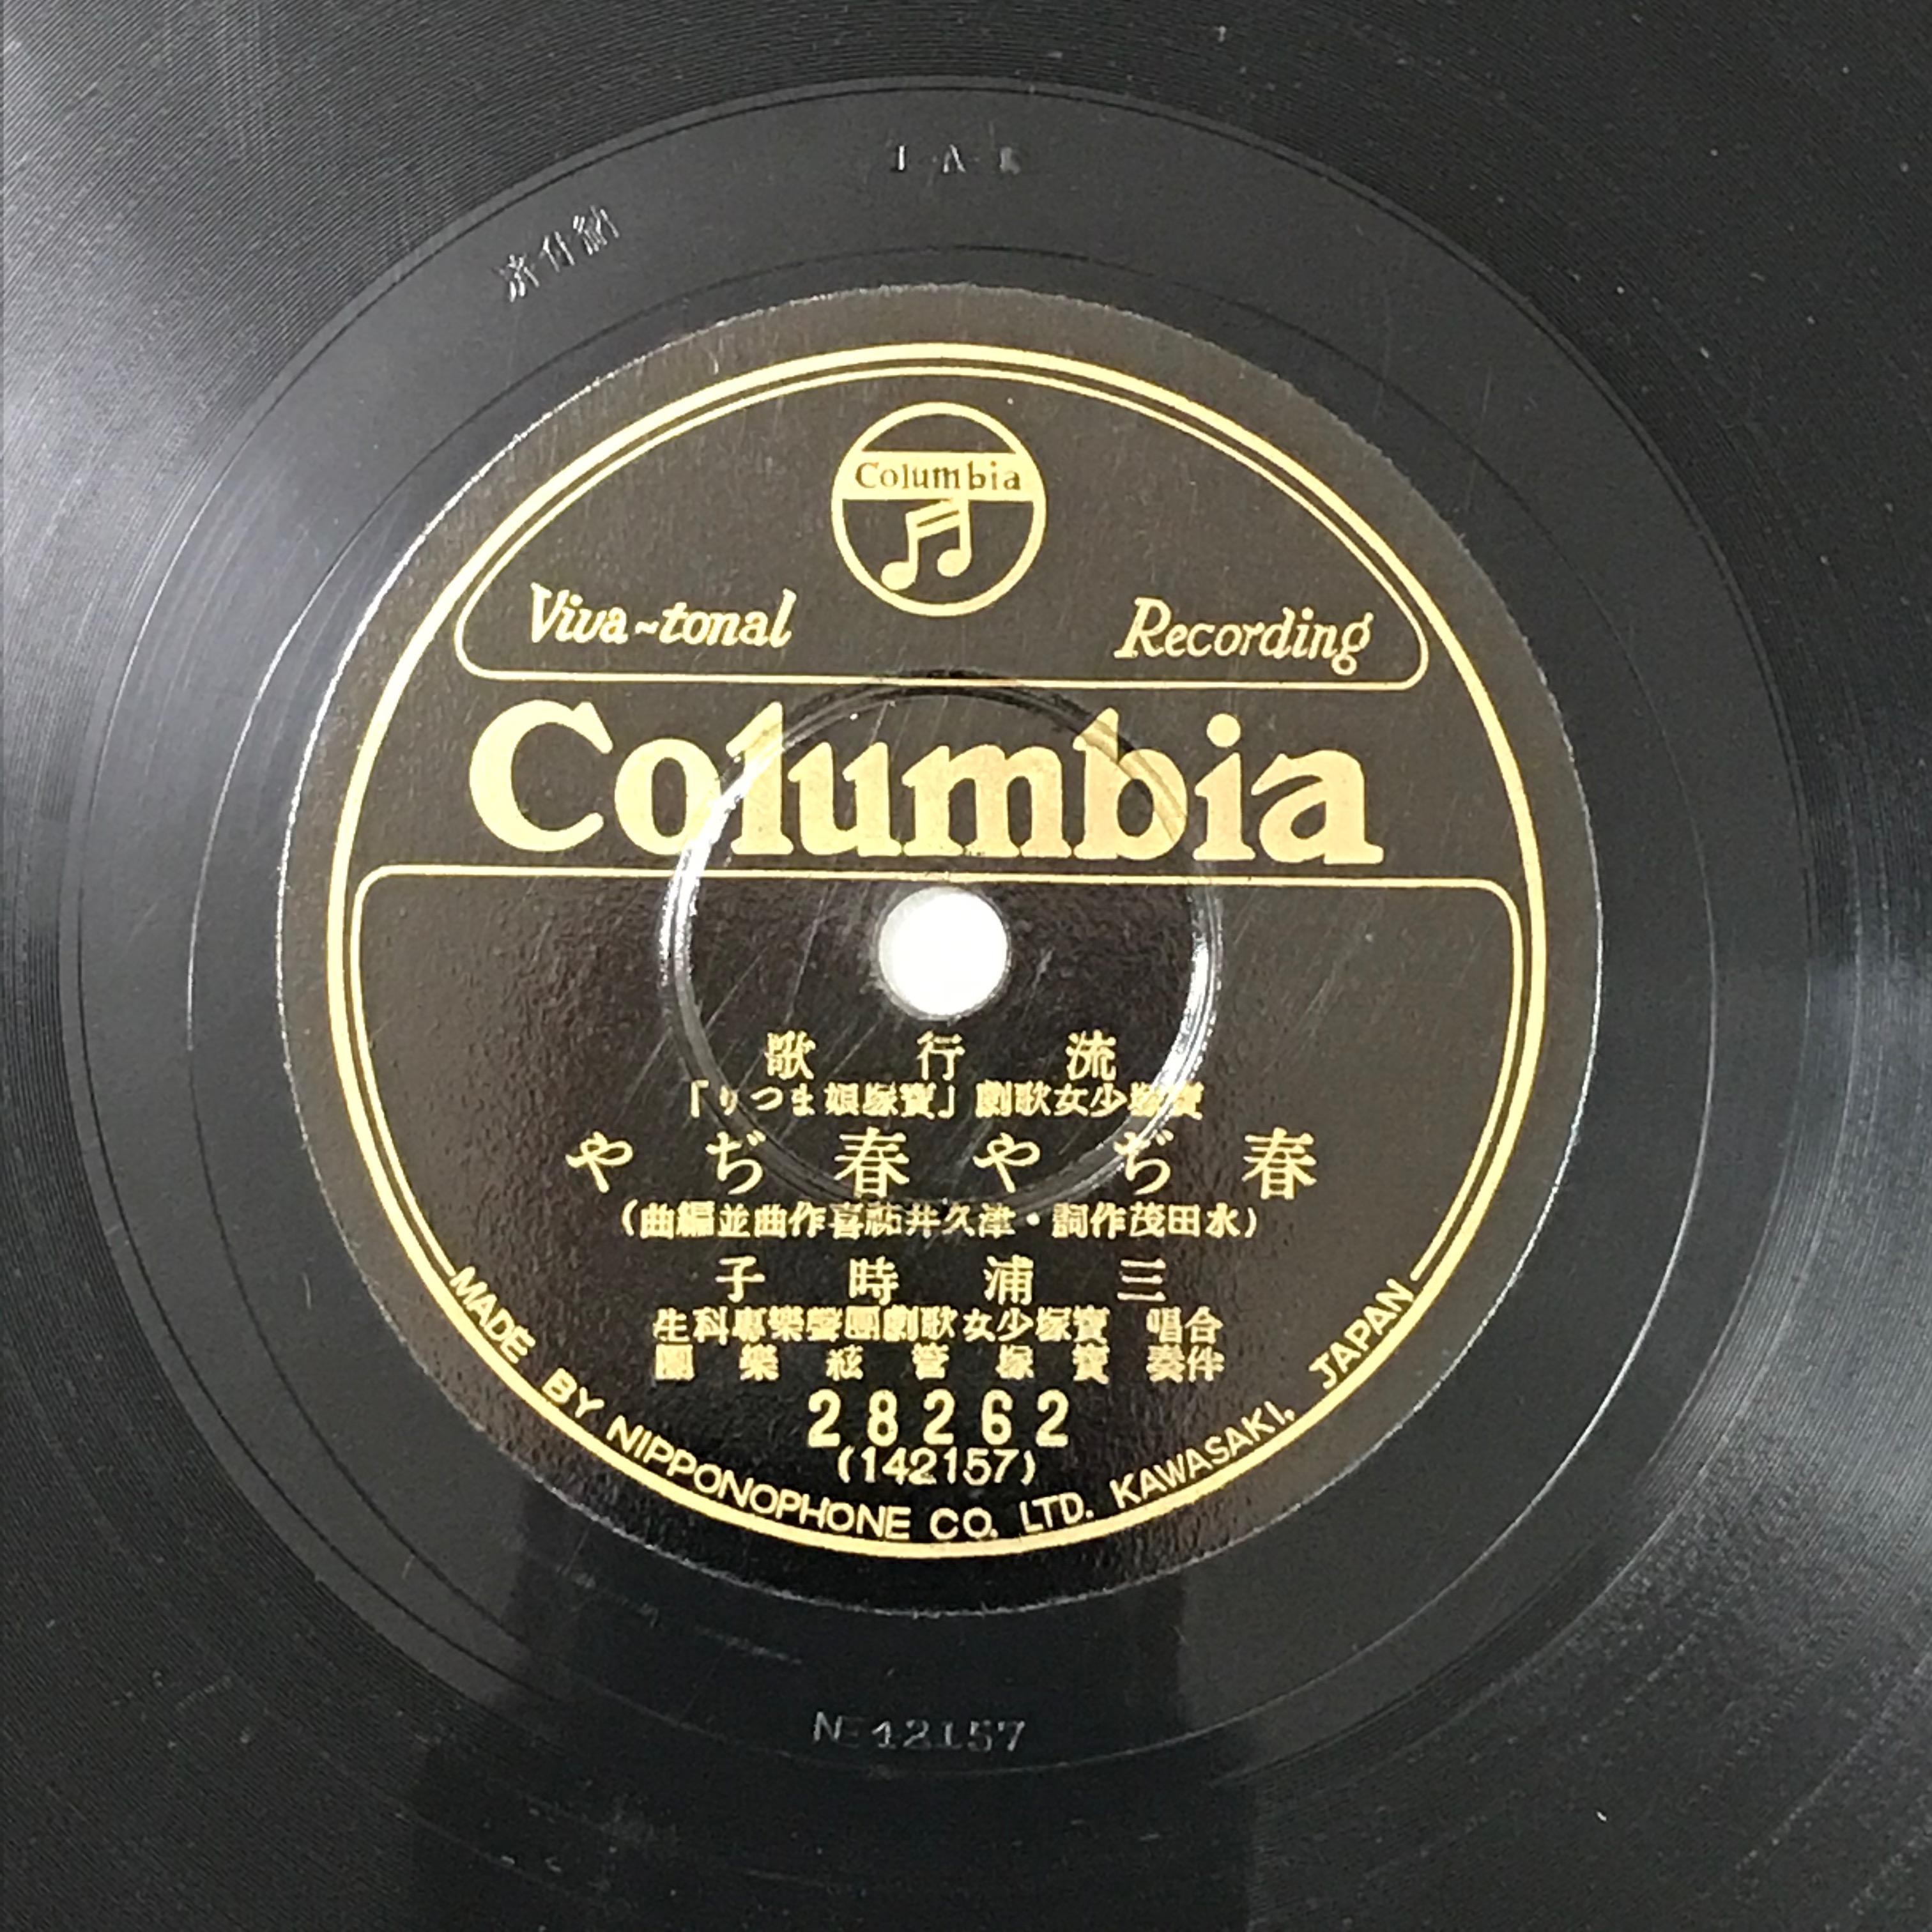 納付済
Columbia
Viva-tonal Recording
Columbia
流行歌
寶塚少女歌劇「寶塚娘まつり」
春ぢや春ぢや
(水田茂作詞・津久井祐喜作曲並編曲)
三浦時子
合唱 寶塚少女歌劇團聲樂專科生
伴奏 寶塚管絃樂團
28262
(142157)
MADE BY NIPPONOPHONE CO. LTD. KAWASAKI, JAPAN